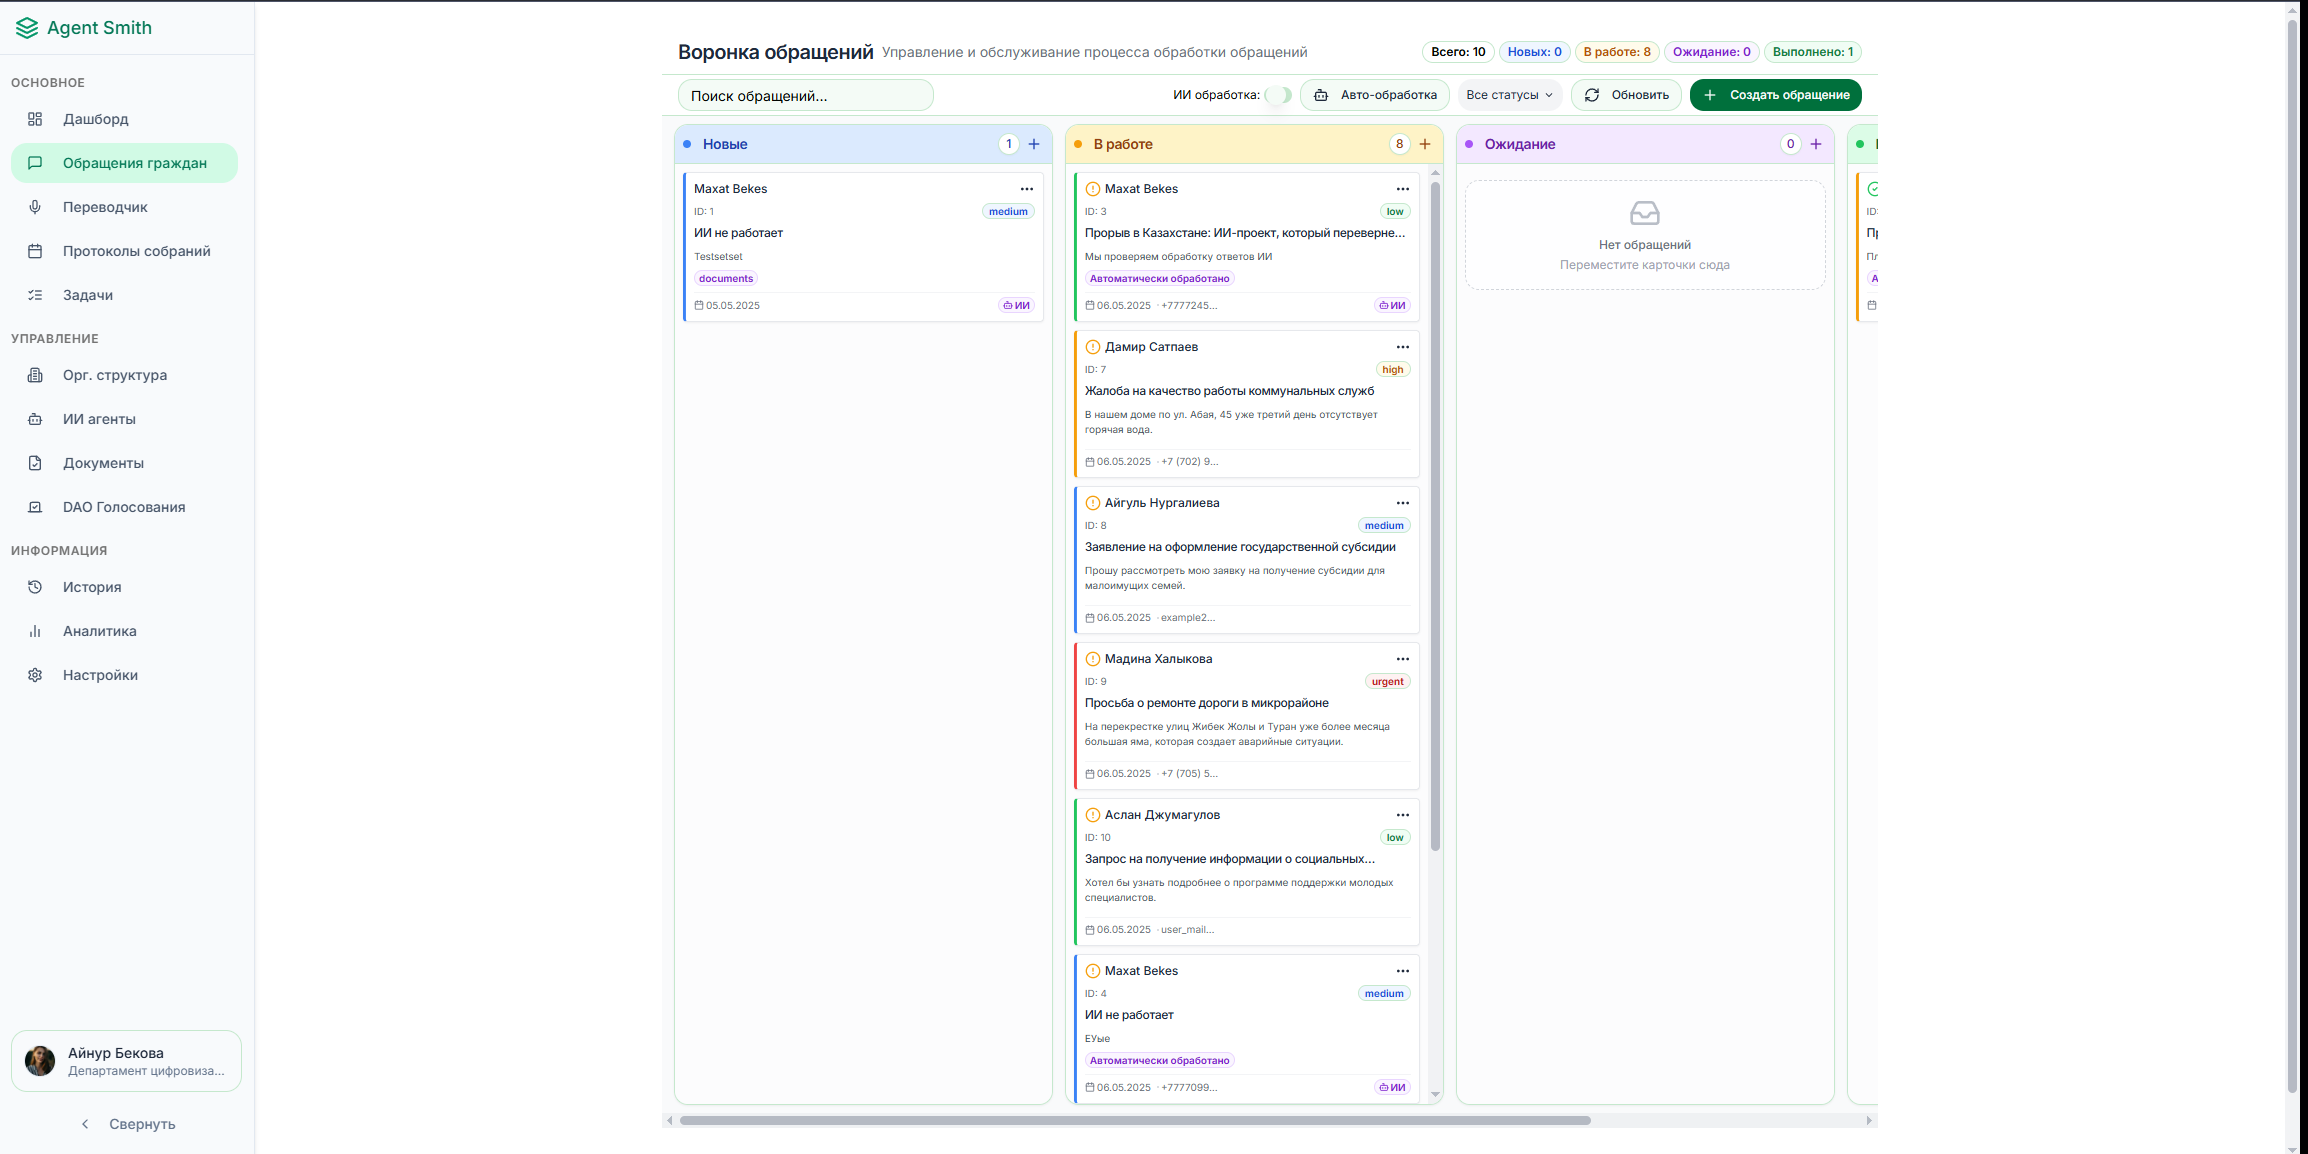 Agent Smith
ОСНОВНОЕ
Дашборд
Обращения граждан
Переводчик
Протоколы собраний
Задачи
УПРАВЛЕНИЕ
Орг. структура
ИИ агенты
Документы
DAO Голосования
ИНФОРМАЦИЯ
История
Аналитика
Настройки
Айнур Бекова
Департамент цифровиза...
Свернуть
Воронка обращений Управление и обслуживание процесса обработки обращений
Всего: 10 Новых: 0 В работе: 8 Ожидание: 0 Выполнено: 1
Поиск обращений...
ИИ обработка: Авто-обработка Все статусы Обновить Создать обращение
Новые 1
Maxat Bekes
ID: 1 medium
ИИ не работает
Testsetset
documents
05.05.2025 ИИ
В работе 8
Maxat Bekes
ID: 3 low
Прорыв в Казахстане: ИИ-проект, который переверне...
Мы проверяем обработку ответов ИИ
Автоматически обработано
06.05.2025 · +7777245... ИИ
Дамир Сатпаев
ID: 7 high
Жалоба на качество работы коммунальных служб
В нашем доме по ул. Абая, 45 уже третий день отсутствует
горячая вода.
06.05.2025 · +7 (702) 9...
Айгуль Нургалиева
ID: 8 medium
Заявление на оформление государственной субсидии
Прошу рассмотреть мою заявку на получение субсидии для
малоимущих семей.
06.05.2025 · example2...
Мадина Халыкова
ID: 9 urgent
Просьба о ремонте дороги в микрорайоне
На перекрестке улиц Жибек Жолы и Туран уже более месяца
большая яма, которая создает аварийные ситуации.
06.05.2025 · +7 (705) 5...
Аслан Джумагулов
ID: 10 low
Запрос на получение информации о социальных...
Хотел бы узнать подробнее о программе поддержки молодых
специалистов.
06.05.2025 · user_mail...
Maxat Bekes
ID: 4 medium
ИИ не работает
ЕУые
Автоматически обработано
06.05.2025 · +7777099... ИИ
Ожидание 0
Нет обращений
Переместите карточки сюда
ID: